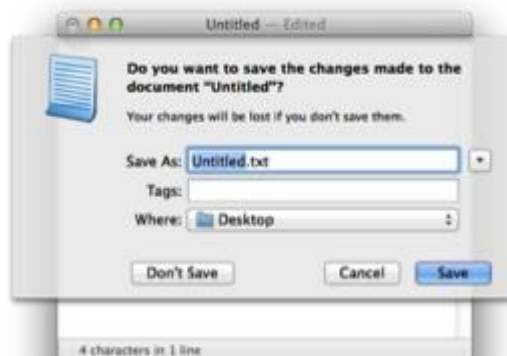 Untitled — Edited
Do you want to save the changes made to the
document "Untitled"?
Your changes will be lost if you don't save them.
Save As: Untitled.txt
Tags:
Where: Desktop
Don't Save Cancel Save
4 characters in 1 line